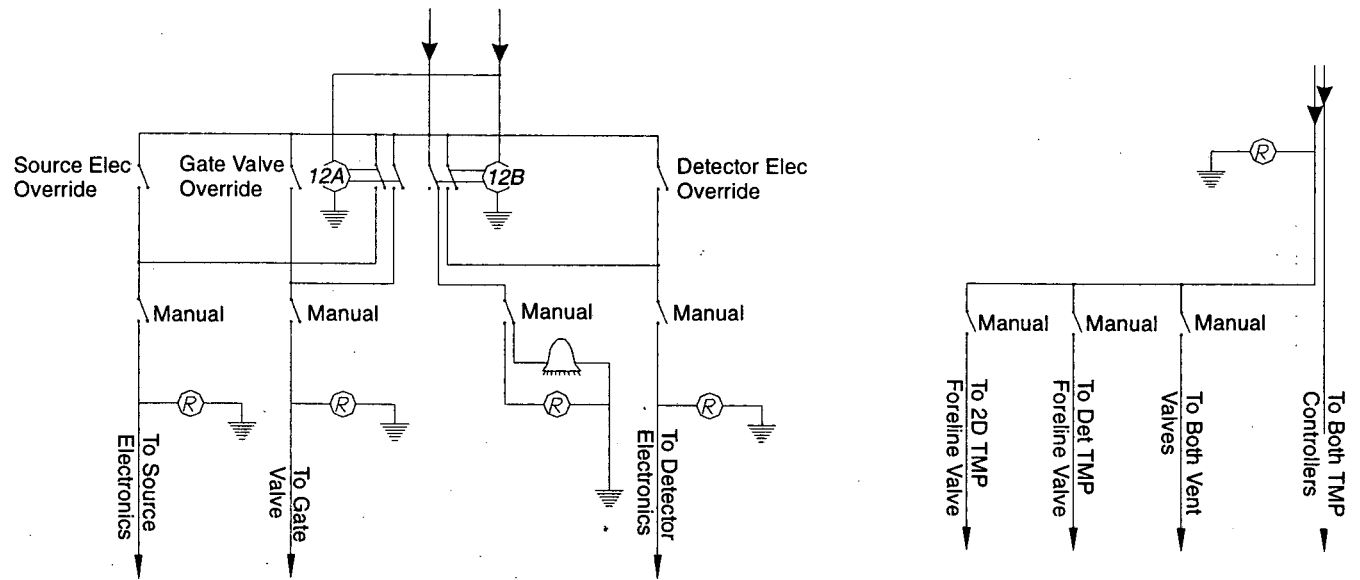 Source Elec
Override
Gate Valve
Override
12A
12B
Detector Elec
Override
R
Manual
Manual
Manual
Manual
Manual
Manual
Manual
R
R
R
R
To Source
Electronics
To Gate
Valve
To Detector
Electronics
To 2D TMP
Foreline Valve
To Det TMP
Foreline Valve
To Both Vent
Valves
To Both TMP
Controllers